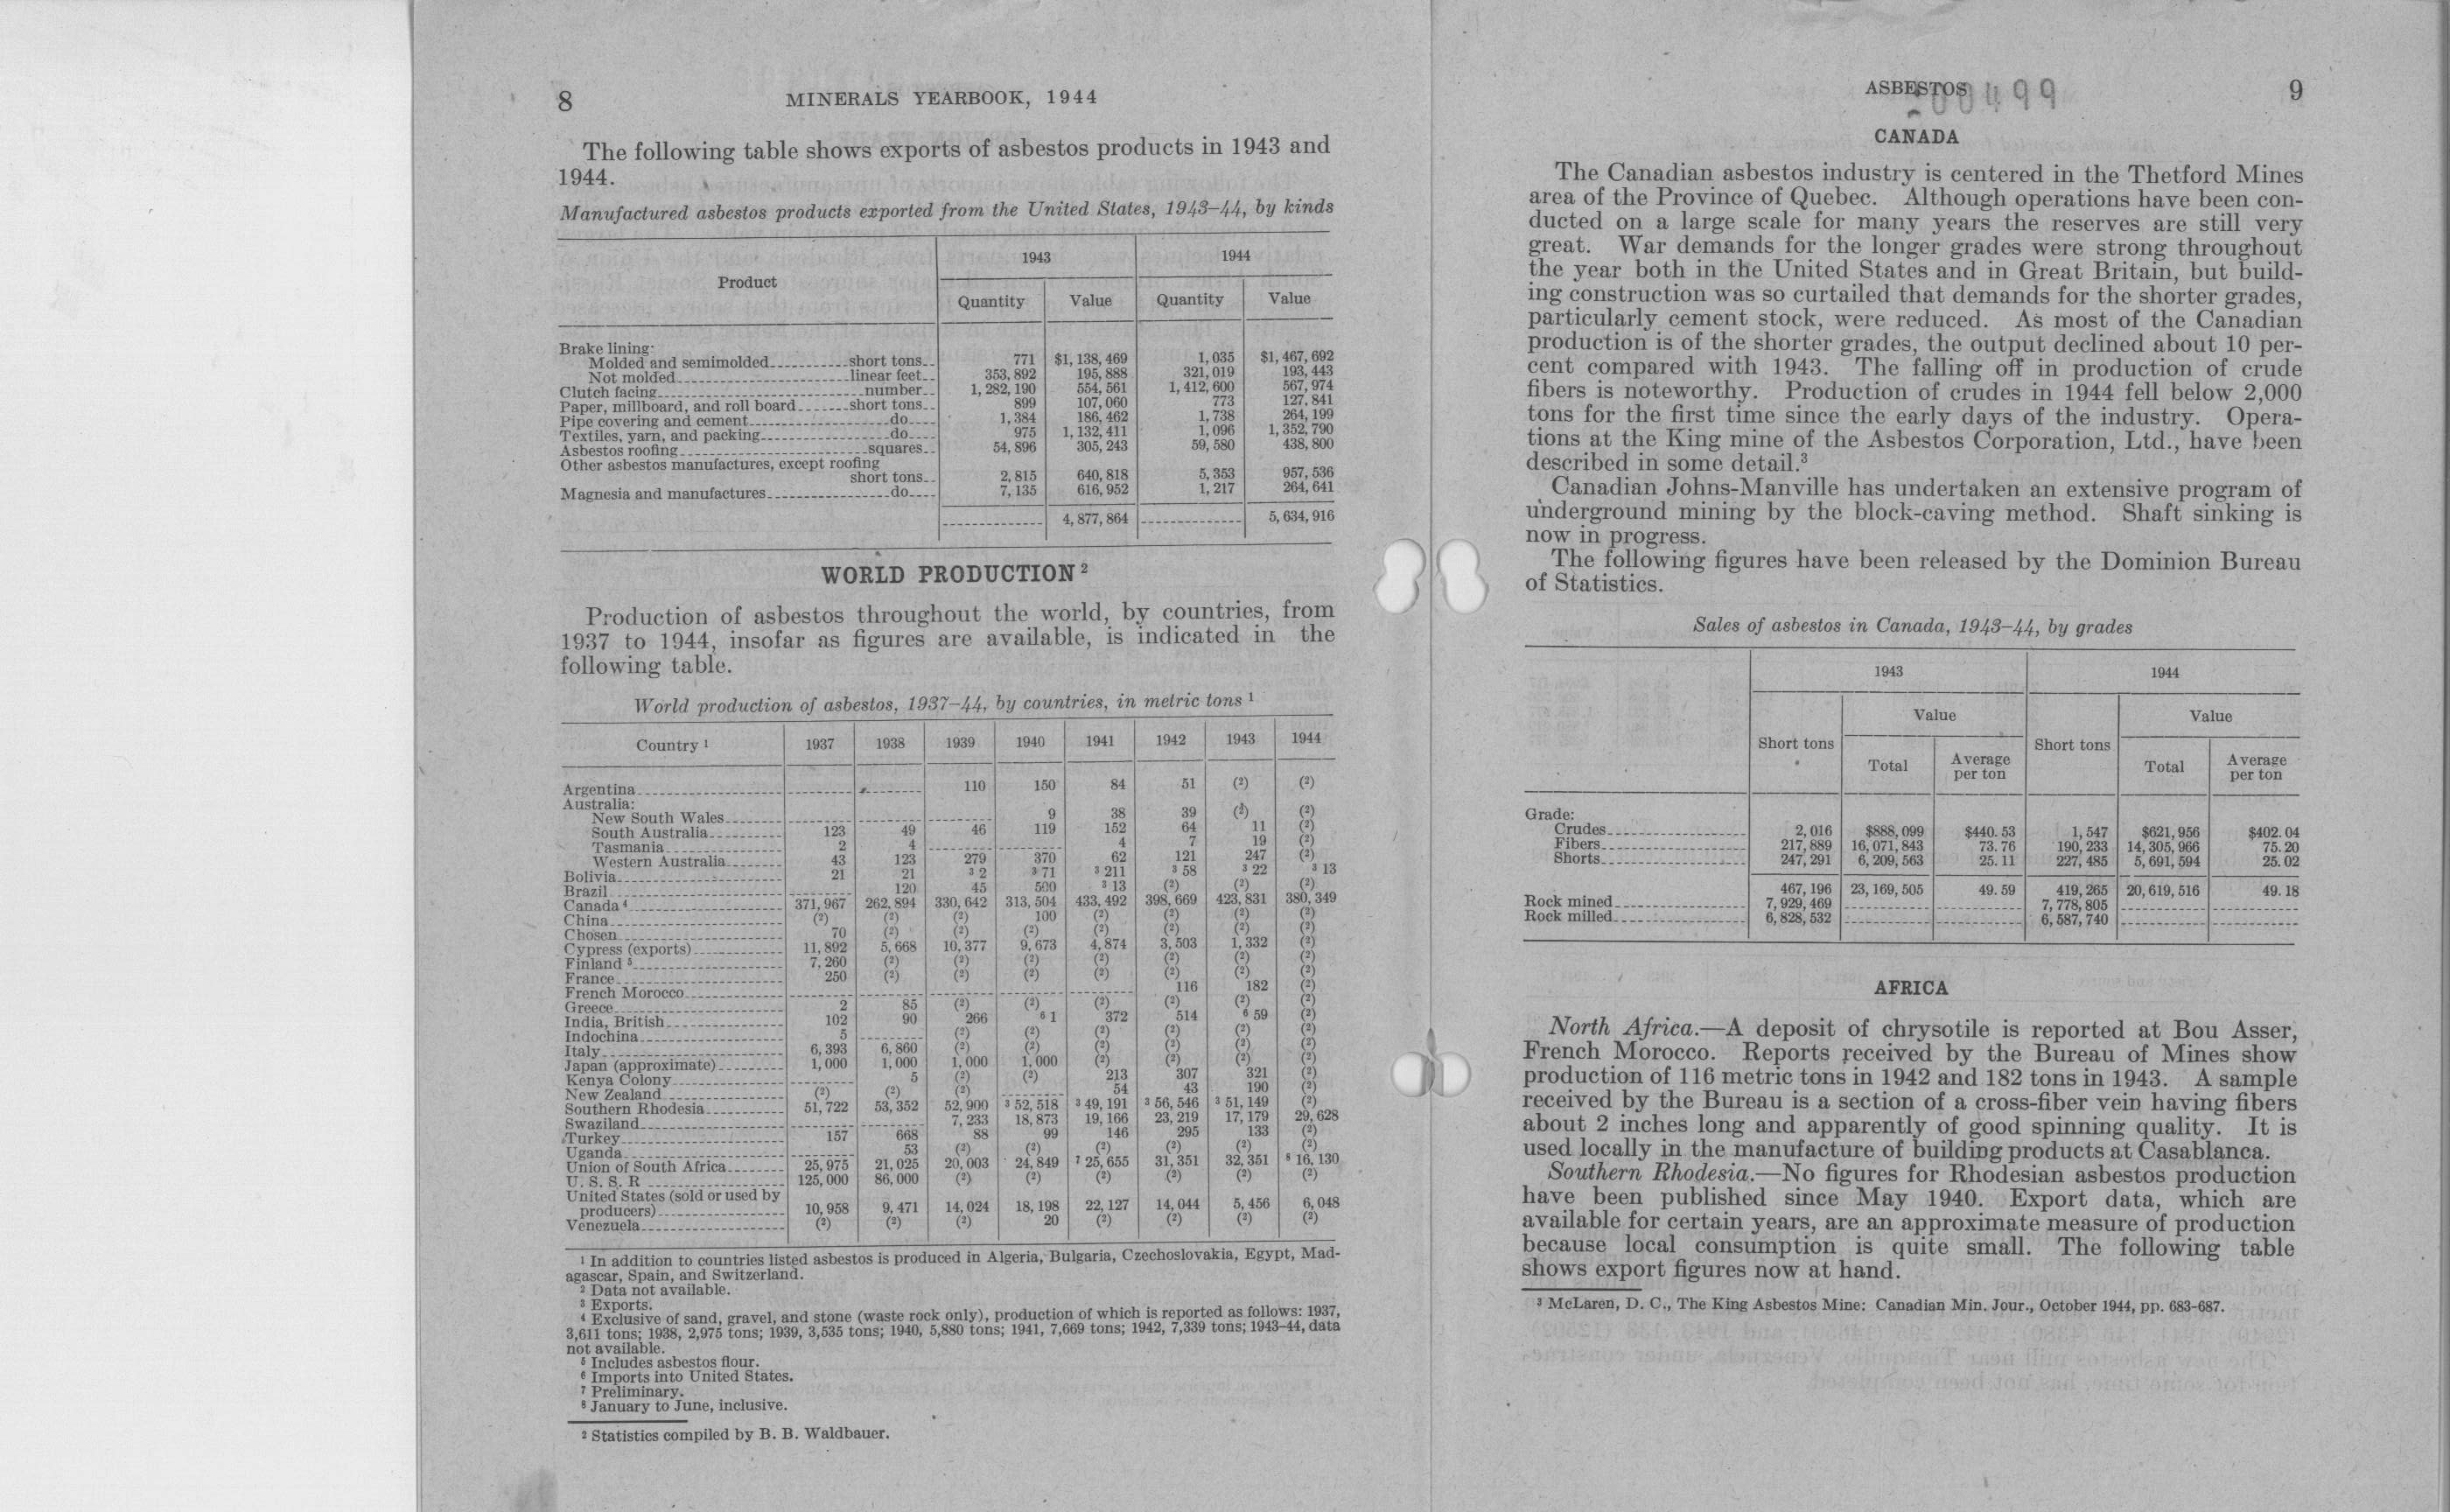 8 MINERALS YEARBOOK, 1944
The following table shows exports of asbestos products in 1943 and
1944.
Manufactured asbestos products exported from the United States, 1943–44, by kinds
Product 1943 1944
Quantity Value Quantity Value
Brake lining:
Molded and semimolded short tons 771 $1,138,469 1,035 $1,467,692
Not molded linear feet 353,892 195,888 321,019 193,443
Clutch facing number 1,282,190 554,561 1,412,600 567,974
Paper, millboard, and roll board short tons 899 107,060 773 127,841
Pipe covering and cement do 1,384 186,462 1,738 264,199
Textiles, yarn, and packing do 975 1,132,411 1,096 1,352,790
Asbestos roofing squares 54,896 305,243 59,580 438,800
Other asbestos manufactures, except roofing
short tons 2,815 640,818 5,353 957,536
Magnesia and manufactures do 7,135 616,952 1,217 264,641
4,877,864 5,634,916
WORLD PRODUCTION 2
Production of asbestos throughout the world, by countries, from
1937 to 1944, insofar as figures are available, is indicated in the
following table.
World production of asbestos, 1937–44, by countries, in metric tons 1
Country 1 1937 1938 1939 1940 1941 1942 1943 1944
Argentina 110 150 84 51 (2) (2)
Australia:
New South Wales 9 38 39 (2) (2)
South Australia 123 49 46 119 152 64 11 (2)
Tasmania 2 4 4 7 19 (2)
Western Australia 43 123 279 370 62 121 247 (2)
Bolivia 21 21 3 2 3 71 3 211 3 58 3 22 3 13
Brazil 120 45 500 3 13 (2) (2) (2)
Canada 4 371,967 262,894 330,642 313,504 433,492 398,669 423,831 380,349
China (2) (2) (2) 100 (2) (2) (2) (2)
Chosen 70 (2) (2) (2) (2) (2) (2) (2)
Cypress (exports) 11,892 5,668 10,377 9,673 4,874 3,503 1,332 (2)
Finland 5 7,260 (2) (2) (2) (2) (2) (2) (2)
France 250 (2) (2) (2) (2) (2) (2) (2)
French Morocco 116 182 (2)
Greece 2 85 (2) (2) (2) (2) (2) (2)
India, British 102 90 266 6 1 372 514 6 59 (2)
Indochina 5 (2) (2) (2) (2) (2) (2)
Italy 6,393 6,860 (2) (2) (2) (2) (2) (2)
Japan (approximate) 1,000 1,000 1,000 1,000 (2) (2) (2) (2)
Kenya Colony 5 (2) (2) 213 307 321 (2)
New Zealand (2) (2) (2) 54 43 190 (2)
Southern Rhodesia 51,722 53,352 52,900 3 52,518 3 49,191 3 56,546 3 51,149 (2)
Swaziland 7,233 18,873 19,166 23,219 17,179 29,628
Turkey 157 668 88 99 146 295 133 (2)
Uganda 53 (2) (2) (2) (2) (2) (2)
Union of South Africa 25,975 21,025 20,003 24,849 7 25,655 31,351 32,351 8 16,130
U. S. S. R 125,000 86,000 (2) (2) (2) (2) (2) (2)
United States (sold or used by
producers) 10,958 9,471 14,024 18,198 22,127 14,044 5,456 6,048
Venezuela (2) (2) (2) 20 (2) (2) (2) (2)
1 In addition to countries listed asbestos is produced in Algeria, Bulgaria, Czechoslovakia, Egypt, Mad-
agascar, Spain, and Switzerland.
2 Data not available.
3 Exports.
4 Exclusive of sand, gravel, and stone (waste rock only), production of which is reported as follows: 1937,
3,611 tons; 1938, 2,975 tons; 1939, 3,535 tons; 1940, 5,880 tons; 1941, 7,669 tons; 1942, 7,339 tons; 1943–44, data
not available.
5 Includes asbestos flour.
6 Imports into United States.
7 Preliminary.
8 January to June, inclusive.
2 Statistics compiled by B. B. Waldbauer.
ASBESTOS 9
00499
CANADA
The Canadian asbestos industry is centered in the Thetford Mines
area of the Province of Quebec. Although operations have been con-
ducted on a large scale for many years the reserves are still very
great. War demands for the longer grades were strong throughout
the year both in the United States and in Great Britain, but build-
ing construction was so curtailed that demands for the shorter grades,
particularly cement stock, were reduced. As most of the Canadian
production is of the shorter grades, the output declined about 10 per-
cent compared with 1943. The falling off in production of crude
fibers is noteworthy. Production of crudes in 1944 fell below 2,000
tons for the first time since the early days of the industry. Opera-
tions at the King mine of the Asbestos Corporation, Ltd., have been
described in some detail.3
Canadian Johns-Manville has undertaken an extensive program of
underground mining by the block-caving method. Shaft sinking is
now in progress.
The following figures have been released by the Dominion Bureau
of Statistics.
Sales of asbestos in Canada, 1943–44, by grades
1943 1944
Short tons Value Short tons Value
Total Average per ton Total Average per ton
Grade:
Crudes 2,016 $888,099 $440.53 1,547 $621,956 $402.04
Fibers 217,889 16,071,843 73.76 190,233 14,305,966 75.20
Shorts 247,291 6,209,563 25.11 227,485 5,691,594 25.02
467,196 23,169,505 49.59 419,265 20,619,516 49.18
Rock mined 7,929,469 7,778,805
Rock milled 6,828,532 6,587,740
AFRICA
North Africa.—A deposit of chrysotile is reported at Bou Asser,
French Morocco. Reports received by the Bureau of Mines show
production of 116 metric tons in 1942 and 182 tons in 1943. A sample
received by the Bureau is a section of a cross-fiber vein having fibers
about 2 inches long and apparently of good spinning quality. It is
used locally in the manufacture of building products at Casablanca.
Southern Rhodesia.—No figures for Rhodesian asbestos production
have been published since May 1940. Export data, which are
available for certain years, are an approximate measure of production
because local consumption is quite small. The following table
shows export figures now at hand.
3 McLaren, D. C., The King Asbestos Mine: Canadian Min. Jour., October 1944, pp. 683-687.